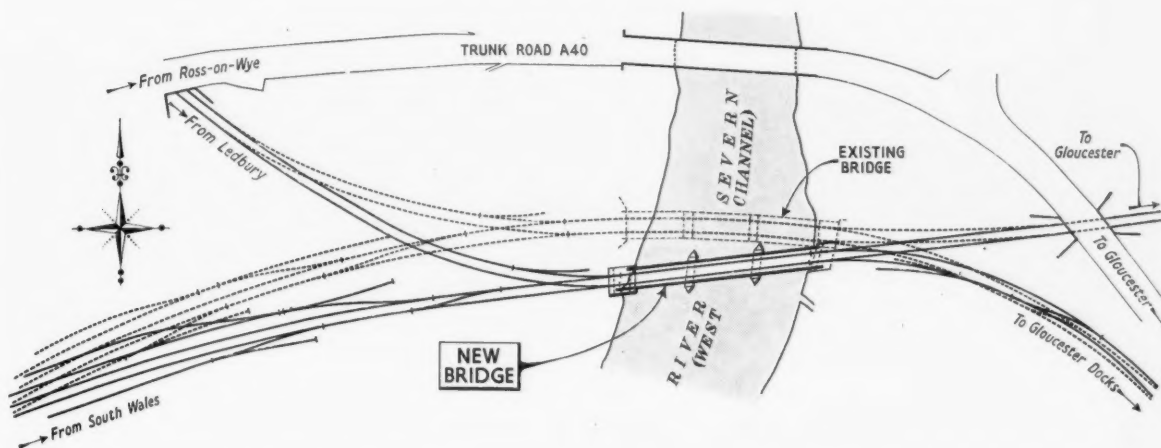 TRUNK ROAD A40
From Ross-on-Wye
From Ledbury
SEVERN
CHANNEL)
EXISTING
BRIDGE
To
Gloucester
To Gloucester
RIVER
(WEST
NEW
BRIDGE
To Gloucester Docks
From South Wales